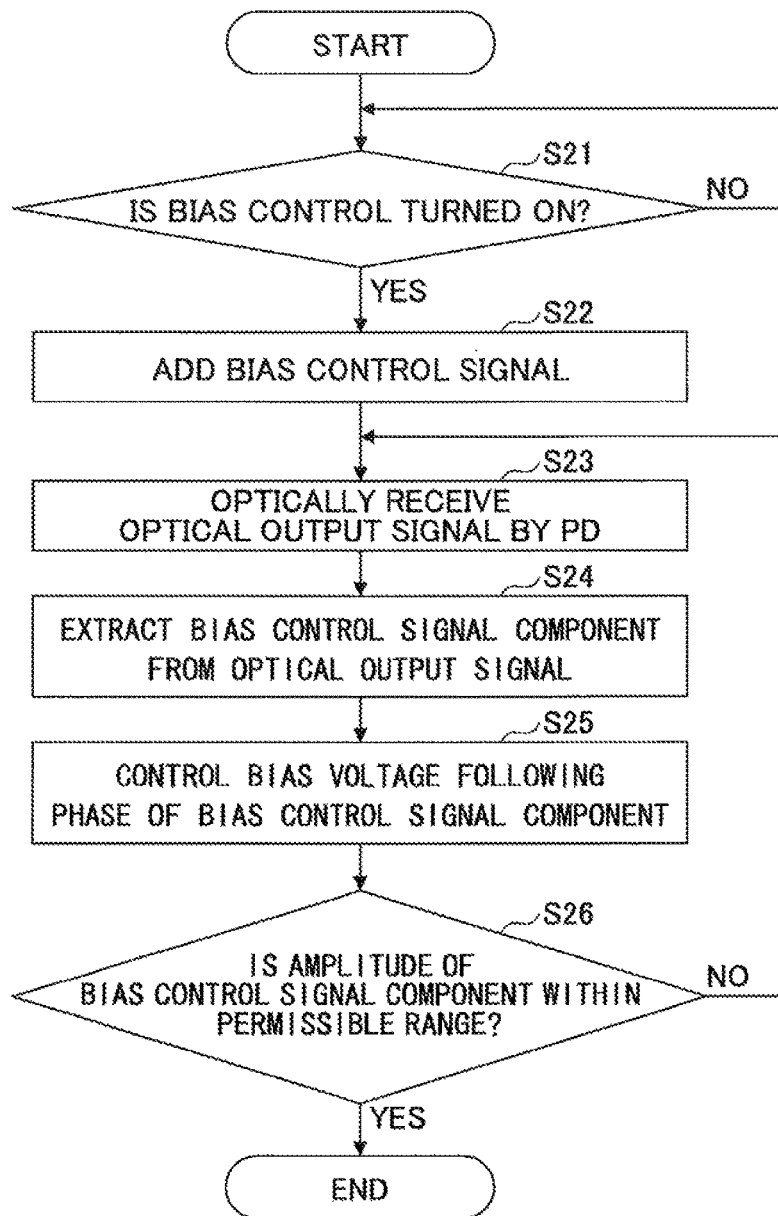 START
S21
IS BIAS CONTROL TURNED ON?
NO
YES
S22
ADD BIAS CONTROL SIGNAL
S23
OPTICALLY RECEIVE
OPTICAL OUTPUT SIGNAL BY PD
S24
EXTRACT BIAS CONTROL SIGNAL COMPONENT
FROM OPTICAL OUTPUT SIGNAL
S25
CONTROL BIAS VOLTAGE FOLLOWING
PHASE OF BIAS CONTROL SIGNAL COMPONENT
S26
IS AMPLITUDE OF
BIAS CONTROL SIGNAL COMPONENT WITHIN
PERMISSIBLE RANGE?
NO
YES
END